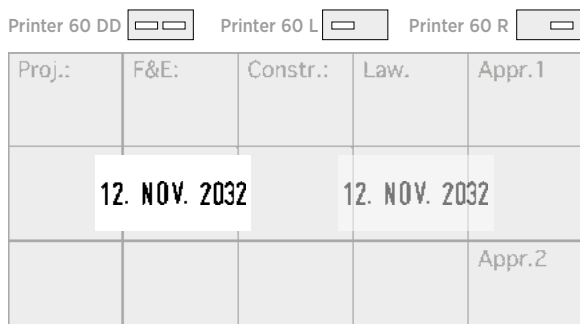 Printer 60 DD Printer 60 L Printer 60 R
Proj.: F&E: Constr.: Law. Appr.1
12. NOV. 2032 12. NOV. 2032
Appr.2